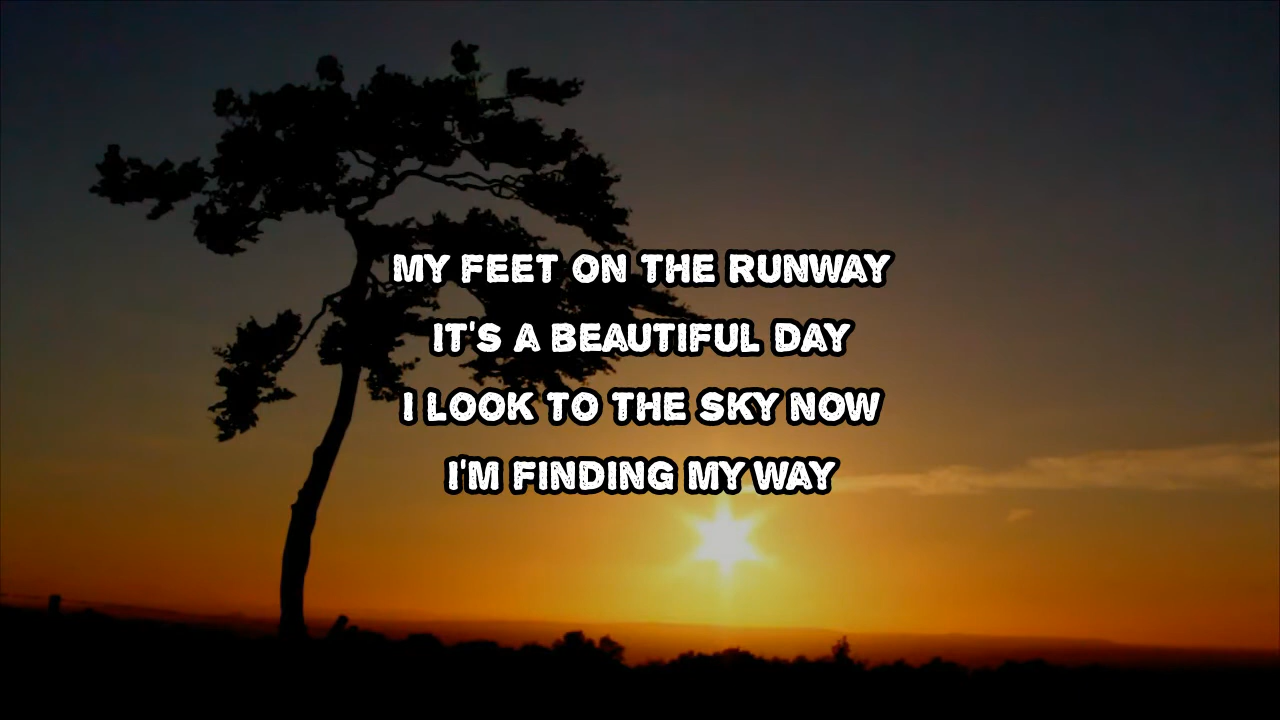 MY FEET ON THE RUNWAY
IT'S A BEAUTIFUL DAY
I LOOK TO THE SKY NOW
I'M FINDING MY WAY